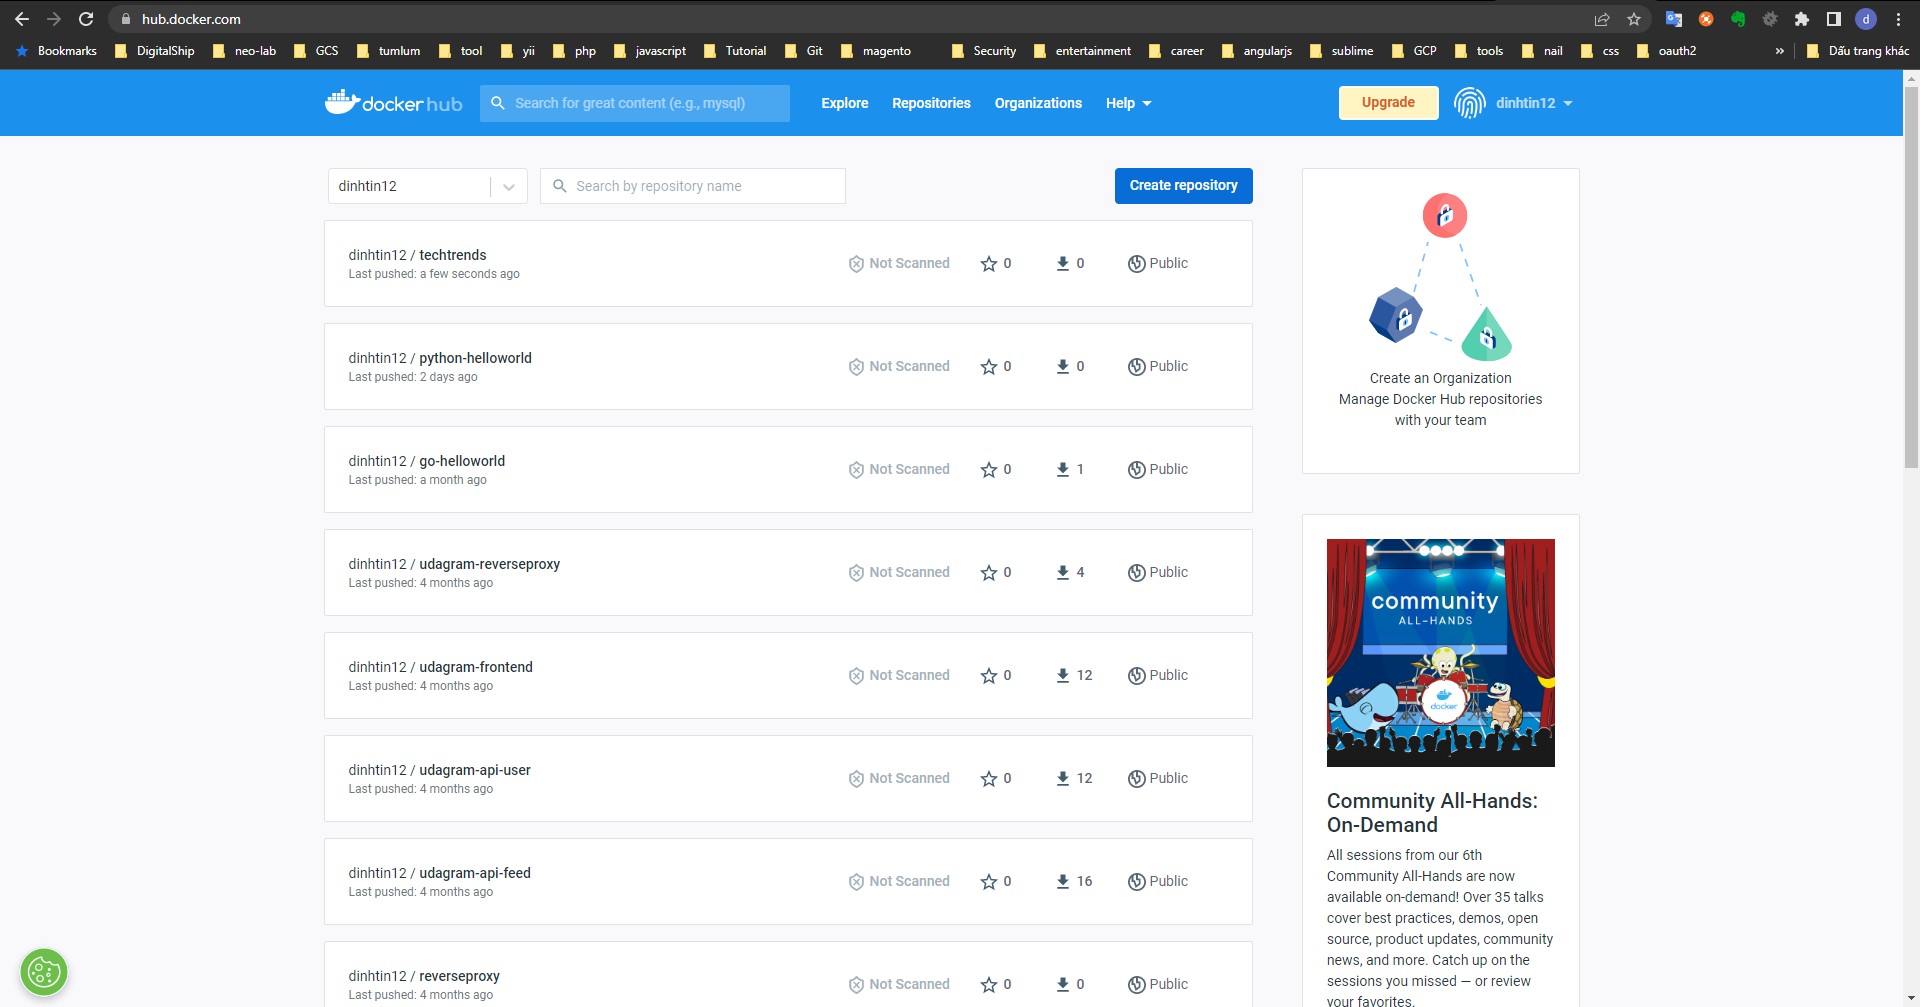 hub.docker.com
d
Bookmarks DigitalShip neo-lab GCS tumlum tool yii php javascript Tutorial Git magento Security entertainment career angularjs sublime GCP tools nail css oauth2 » Dấu trang khác
docker hub Search for great content (e.g., mysql) Explore Repositories Organizations Help Upgrade dinhtin12
dinhtin12 Search by repository name Create repository
dinhtin12 / techtrends
Last pushed: a few seconds ago
Not Scanned 0 0 Public
dinhtin12 / python-helloworld
Last pushed: 2 days ago
Not Scanned 0 0 Public
dinhtin12 / go-helloworld
Last pushed: a month ago
Not Scanned 0 1 Public
dinhtin12 / udagram-reverseproxy
Last pushed: 4 months ago
Not Scanned 0 4 Public
dinhtin12 / udagram-frontend
Last pushed: 4 months ago
Not Scanned 0 12 Public
dinhtin12 / udagram-api-user
Last pushed: 4 months ago
Not Scanned 0 12 Public
dinhtin12 / udagram-api-feed
Last pushed: 4 months ago
Not Scanned 0 16 Public
dinhtin12 / reverseproxy
Last pushed: 4 months ago
Not Scanned 0 0 Public
Create an Organization
Manage Docker Hub repositories
with your team
community
ALL-HANDS
docker
Community All-Hands:
On-Demand
All sessions from our 6th
Community All-Hands are now
available on-demand! Over 35 talks
cover best practices, demos, open
source, product updates, community
news, and more. Catch up on the
sessions you missed — or review
your favorites.